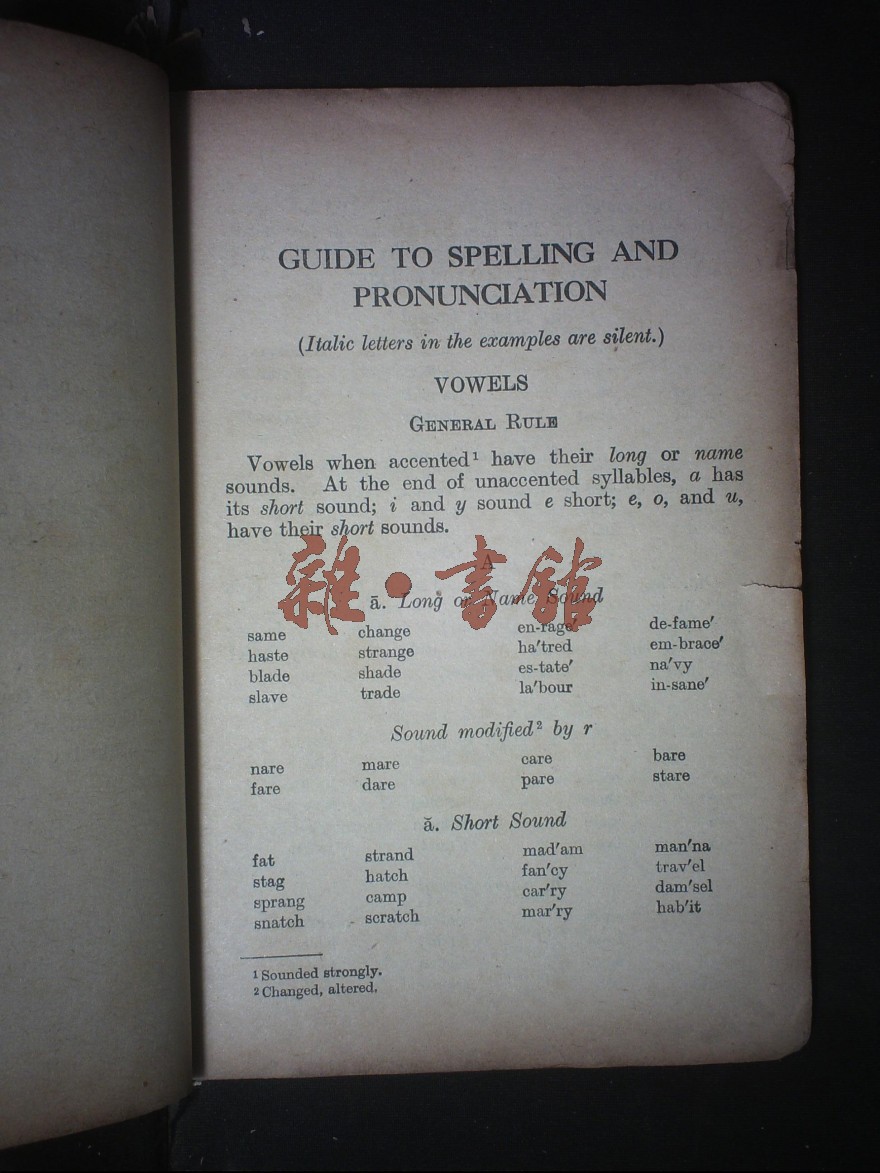 GUIDE TO SPELLING AND
PRONUNCIATION
(Italic letters in the examples are silent.)
VOWELS
GENERAL RULE
Vowels when accented¹ have their long or name
sounds. At the end of unaccented syllables, a has
its short sound; i and y sound e short; e, o, and u,
have their short sounds.
A
雜·書館
ā. Long or Name Sound
same change en-rage′ de-fame′
haste strange ha′tred em-brace′
blade shade es-tate′ na′vy
slave trade la′bour in-sane′
Sound modified² by r
nare mare care bare
fare dare pare stare
ă. Short Sound
fat strand mad′am man′na
stag hatch fan′cy trav′el
sprang camp car′ry dam′sel
snatch scratch mar′ry hab′it
¹ Sounded strongly.
² Changed, altered.